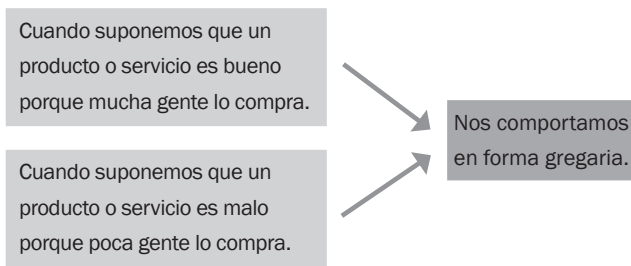 Cuando suponemos que un
producto o servicio es bueno
porque mucha gente lo compra.
Nos comportamos
en forma gregaria.
Cuando suponemos que un
producto o servicio es malo
porque poca gente lo compra.